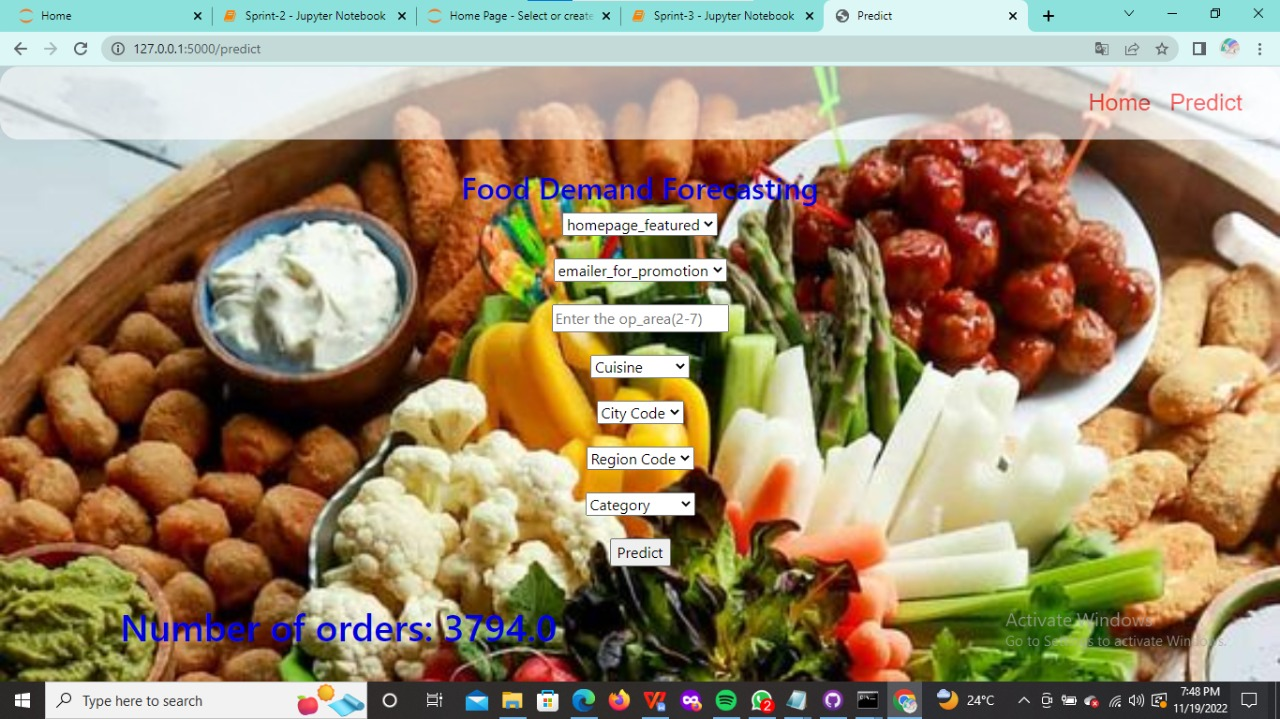 Home
Sprint-2 - Jupyter Notebook
Home Page - Select or create
Sprint-3 - Jupyter Notebook
Predict
127.0.0.1:5000/predict
Home Predict
Food Demand Forecasting
homepage_featured
emailer_for_promotion
Enter the op_area(2-7)
Cuisine
City Code
Region Code
Category
Predict
Number of orders: 3794.0
Activate Windows
Go to Settings to activate Windows.
Type here to search
2
24°C
7:48 PM
11/19/2022